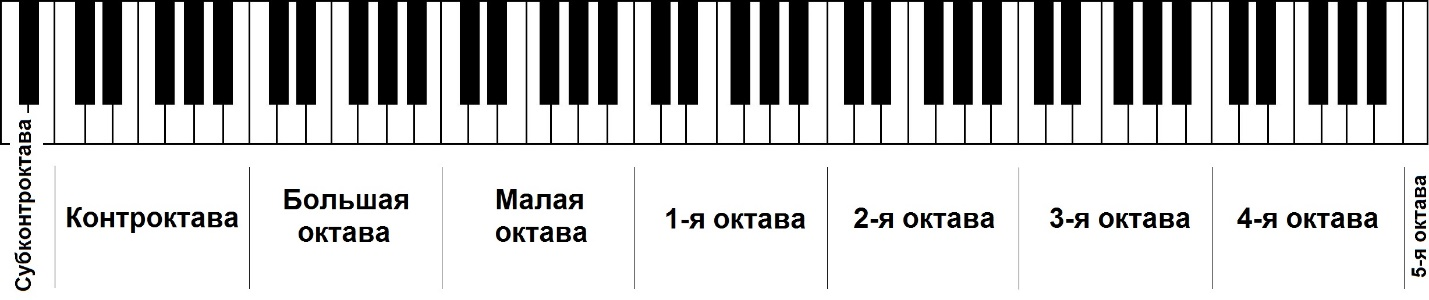 Субконтроктава
Контроктава
Большая
октава
Малая
октава
1-я октава
2-я октава
3-я октава
4-я октава
5-я октава